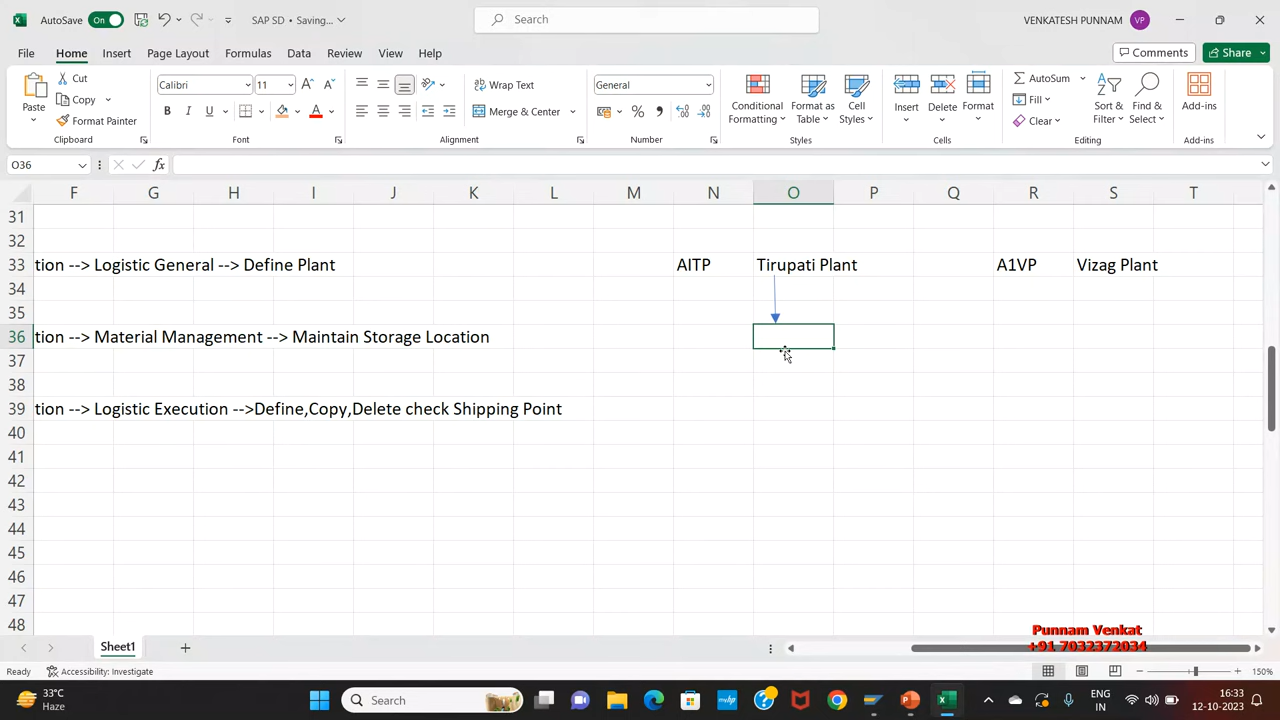 AutoSave On SAP SD • Saving... Search VENKATESH PUNNAM VP
File Home Insert Page Layout Formulas Data Review View Help Comments Share
Paste Cut Copy Format Painter Clipboard
Calibri 11 B I U Font
Wrap Text Merge & Center Alignment
General % , Number
Conditional Formatting Format as Table Cell Styles Styles
Insert Delete Format Cells
AutoSum Fill Clear Sort & Filter Find & Select Editing
Add-ins Add-ins
O36 fx
F G H I J K L M N O P Q R S T
31
32
33 tion --> Logistic General --> Define Plant AITP Tirupati Plant A1VP Vizag Plant
34
35
36 tion --> Material Management --> Maintain Storage Location
37
38
39 tion --> Logistic Execution -->Define,Copy,Delete check Shipping Point
40
41
42
43
44
45
46
47
48
Punnam Venkat
+91 7032372034
Sheet1
Ready Accessibility: Investigate 150%
33°C Haze Search ENG IN 16:33 12-10-2023